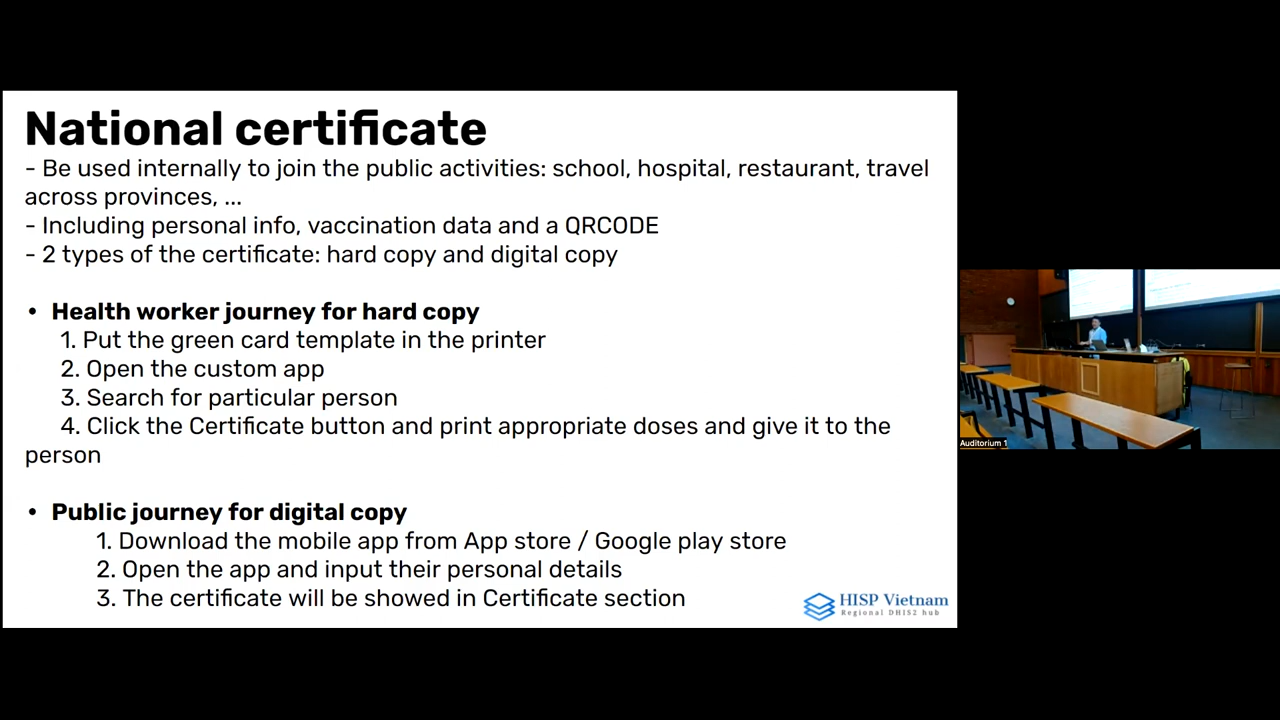 National certificate
- Be used internally to join the public activities: school, hospital, restaurant, travel
across provinces, ...
- Including personal info, vaccination data and a QRCODE
- 2 types of the certificate: hard copy and digital copy
• Health worker journey for hard copy
1. Put the green card template in the printer
2. Open the custom app
3. Search for particular person
4. Click the Certificate button and print appropriate doses and give it to the
person
• Public journey for digital copy
1. Download the mobile app from App store / Google play store
2. Open the app and input their personal details
3. The certificate will be showed in Certificate section
HISP Vietnam
Regional DHIS2 hub
Auditorium 1